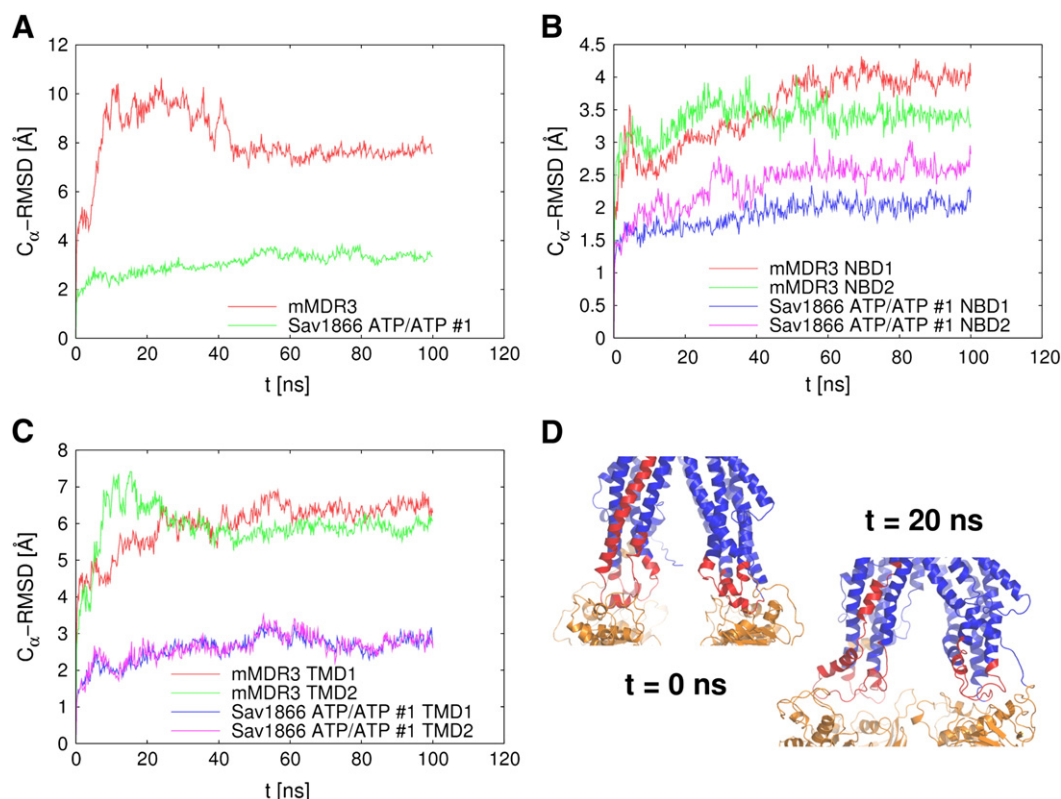 A
Cα-RMSD [Å]
12
10
8
6
4
2
0
0 20 40 60 80 100 120
t [ns]
mMDR3
Sav1866 ATP/ATP #1
B
Cα-RMSD [Å]
4.5
4
3.5
3
2.5
2
1.5
1
0.5
0
0 20 40 60 80 100 120
t [ns]
mMDR3 NBD1
mMDR3 NBD2
Sav1866 ATP/ATP #1 NBD1
Sav1866 ATP/ATP #1 NBD2
C
Cα-RMSD [Å]
8
7
6
5
4
3
2
1
0
0 20 40 60 80 100 120
t [ns]
mMDR3 TMD1
mMDR3 TMD2
Sav1866 ATP/ATP #1 TMD1
Sav1866 ATP/ATP #1 TMD2
D
t = 0 ns
t = 20 ns